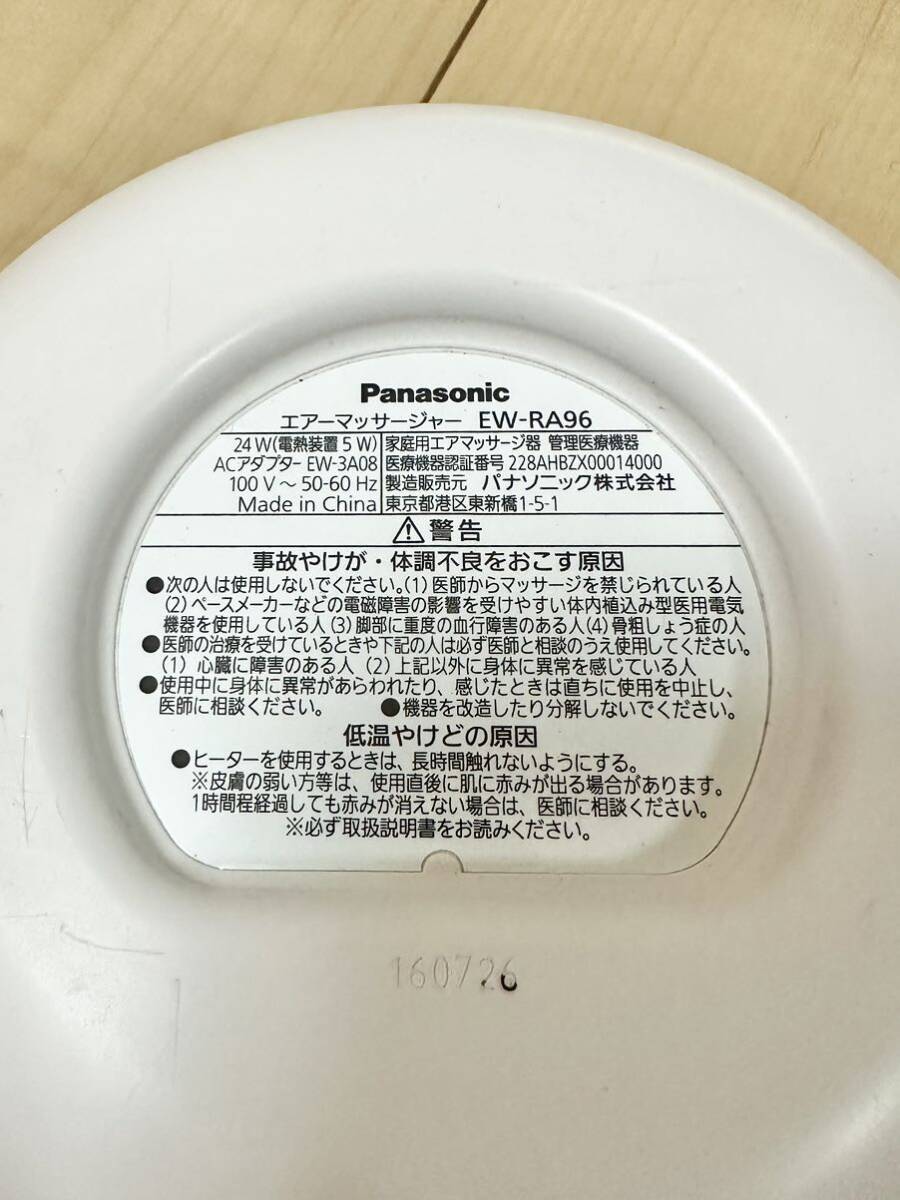 Panasonic
エアーマッサージャー EW-RA96
24W(電熱装置5W)
ACアダプター EW-3A08
100V～50-60Hz
Made in China
家庭用エアマッサージ器 管理医療機器
医療機器認証番号 228AHBZX00014000
製造販売元 パナソニック株式会社
東京都港区東新橋1-5-1
⚠警告
事故やけが・体調不良をおこす原因
●次の人は使用しないでください。(1)医師からマッサージを禁じられている人
(2)ペースメーカーなどの電磁障害の影響を受けやすい体内植込み型医用電気
機器を使用している人(3)脚部に重度の血行障害のある人(4)骨粗しょう症の人
●医師の治療を受けているときや下記の人は必ず医師と相談のうえ使用してください。
(1)心臓に障害のある人 (2)上記以外に身体に異常を感じている人
●使用中に身体に異常があらわれたり、感じたときは直ちに使用を中止し、
医師に相談ください。 ●機器を改造したり分解しないでください。
低温やけどの原因
●ヒーターを使用するときは、長時間触れないようにする。
※皮膚の弱い方等は、使用直後に肌に赤みが出る場合があります。
1時間程経過しても赤みが消えない場合は、医師に相談ください。
※必ず取扱説明書をお読みください。
160726